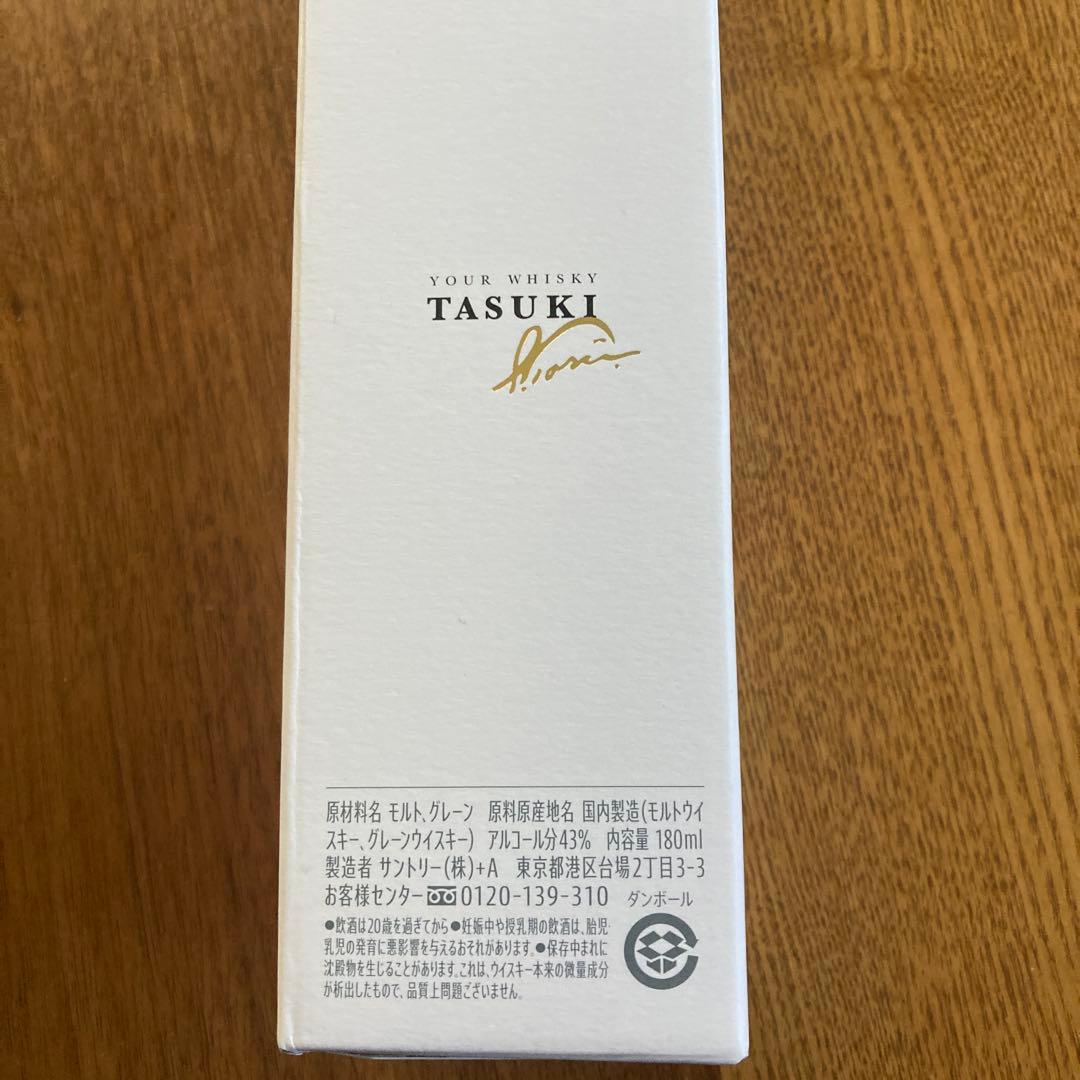 YOUR WHISKY
TASUKI
原材料名 モルト、グレーン 原料原産地名 国内製造(モルトウイ
スキー、グレーンウイスキー) アルコール分43% 内容量 180ml
製造者 サントリー(株)+A 東京都港区台場2丁目3-3
お客様センター 0120-139-310 ダンボール
●飲酒は20歳を過ぎてから●妊娠中や授乳期の飲酒は、胎児・
乳児の発育に悪影響を与えるおそれがあります。●保存中まれに
沈殿物を生じることがあります。これは、ウイスキー本来の微量成分
が析出したもので、品質上問題ございません。